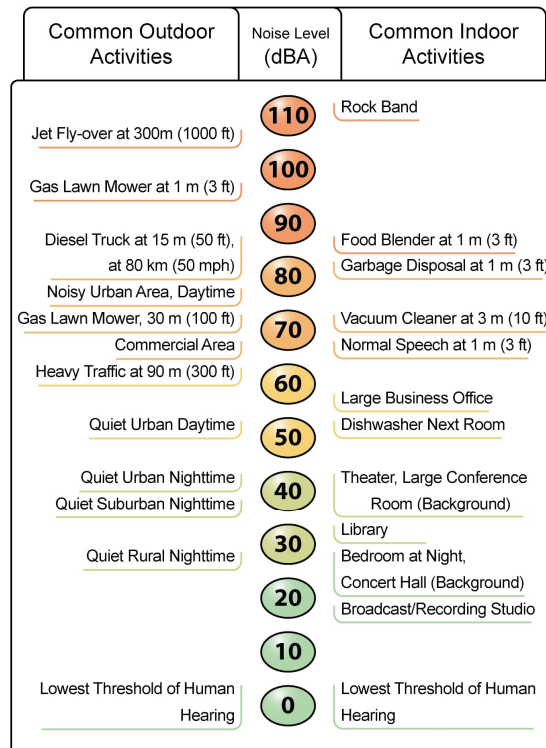 Common Outdoor
Activities
Noise Level
(dBA)
Common Indoor
Activities
110
Rock Band
Jet Fly-over at 300m (1000 ft)
100
Gas Lawn Mower at 1 m (3 ft)
90
Diesel Truck at 15 m (50 ft),
at 80 km (50 mph)
Food Blender at 1 m (3 ft)
80
Garbage Disposal at 1 m (3 ft)
Noisy Urban Area, Daytime
Gas Lawn Mower, 30 m (100 ft)
70
Vacuum Cleaner at 3 m (10 ft)
Commercial Area
Normal Speech at 1 m (3 ft)
Heavy Traffic at 90 m (300 ft)
60
Large Business Office
Quiet Urban Daytime
50
Dishwasher Next Room
Quiet Urban Nighttime
Quiet Suburban Nighttime
40
Theater, Large Conference
Room (Background)
30
Library
Quiet Rural Nighttime
Bedroom at Night,
Concert Hall (Background)
20
Broadcast/Recording Studio
10
Lowest Threshold of Human
Hearing
0
Lowest Threshold of Human
Hearing